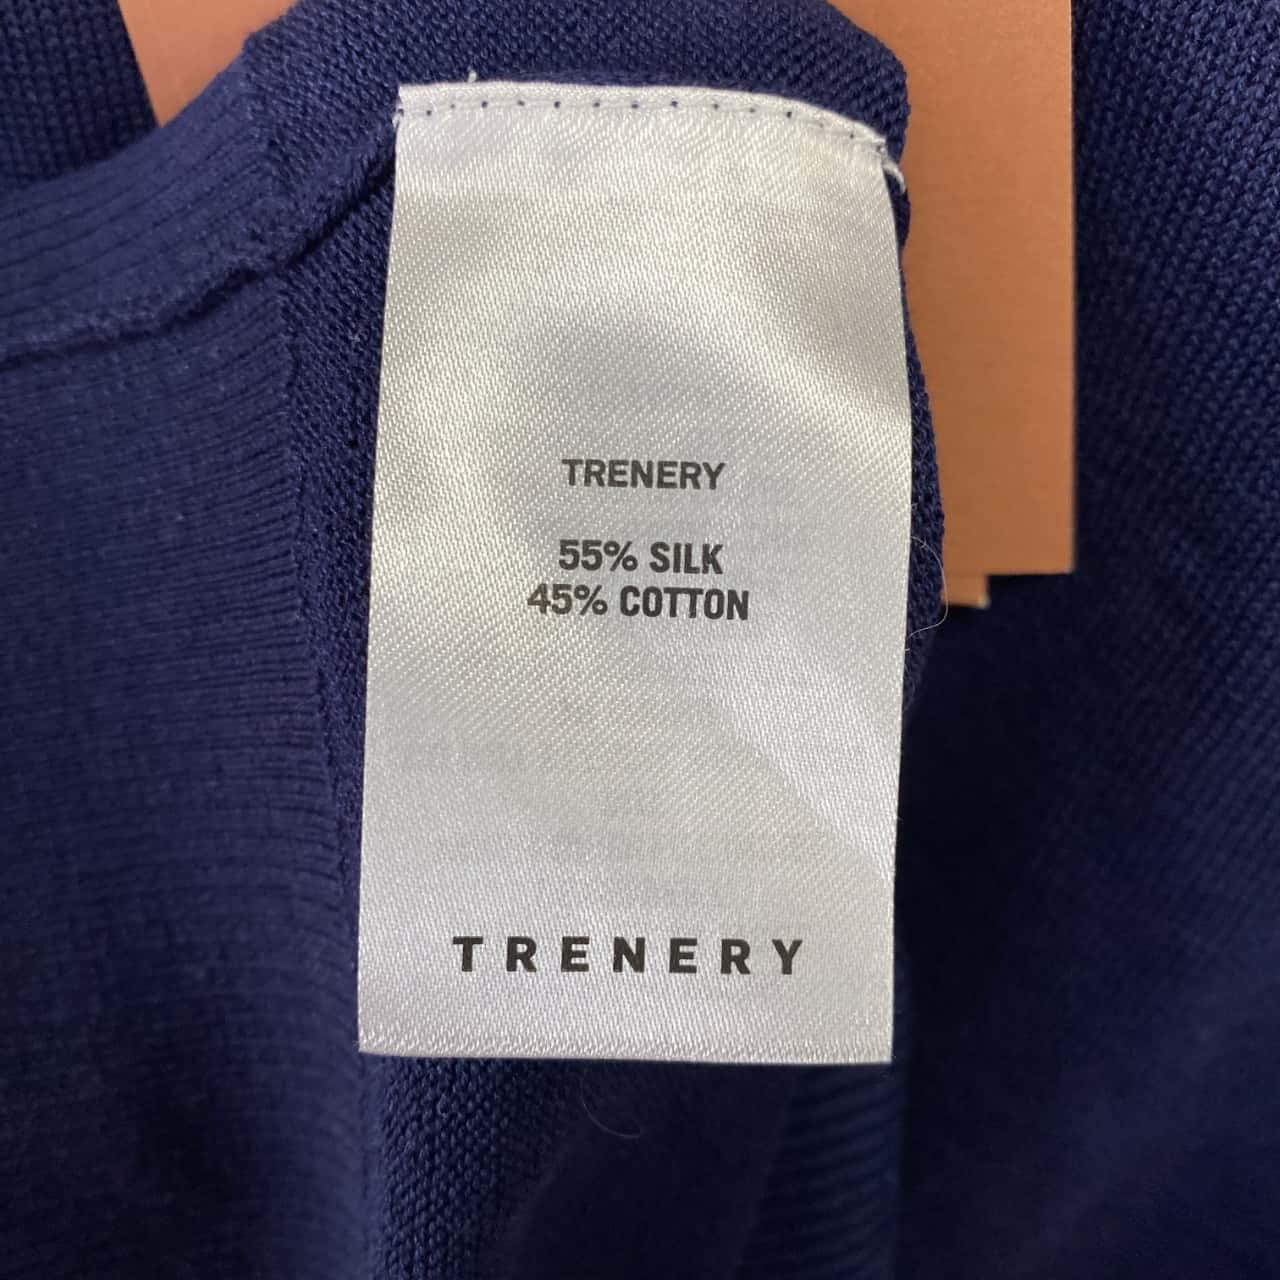 TRENERY
55% SILK
45% COTTON
TRENERY